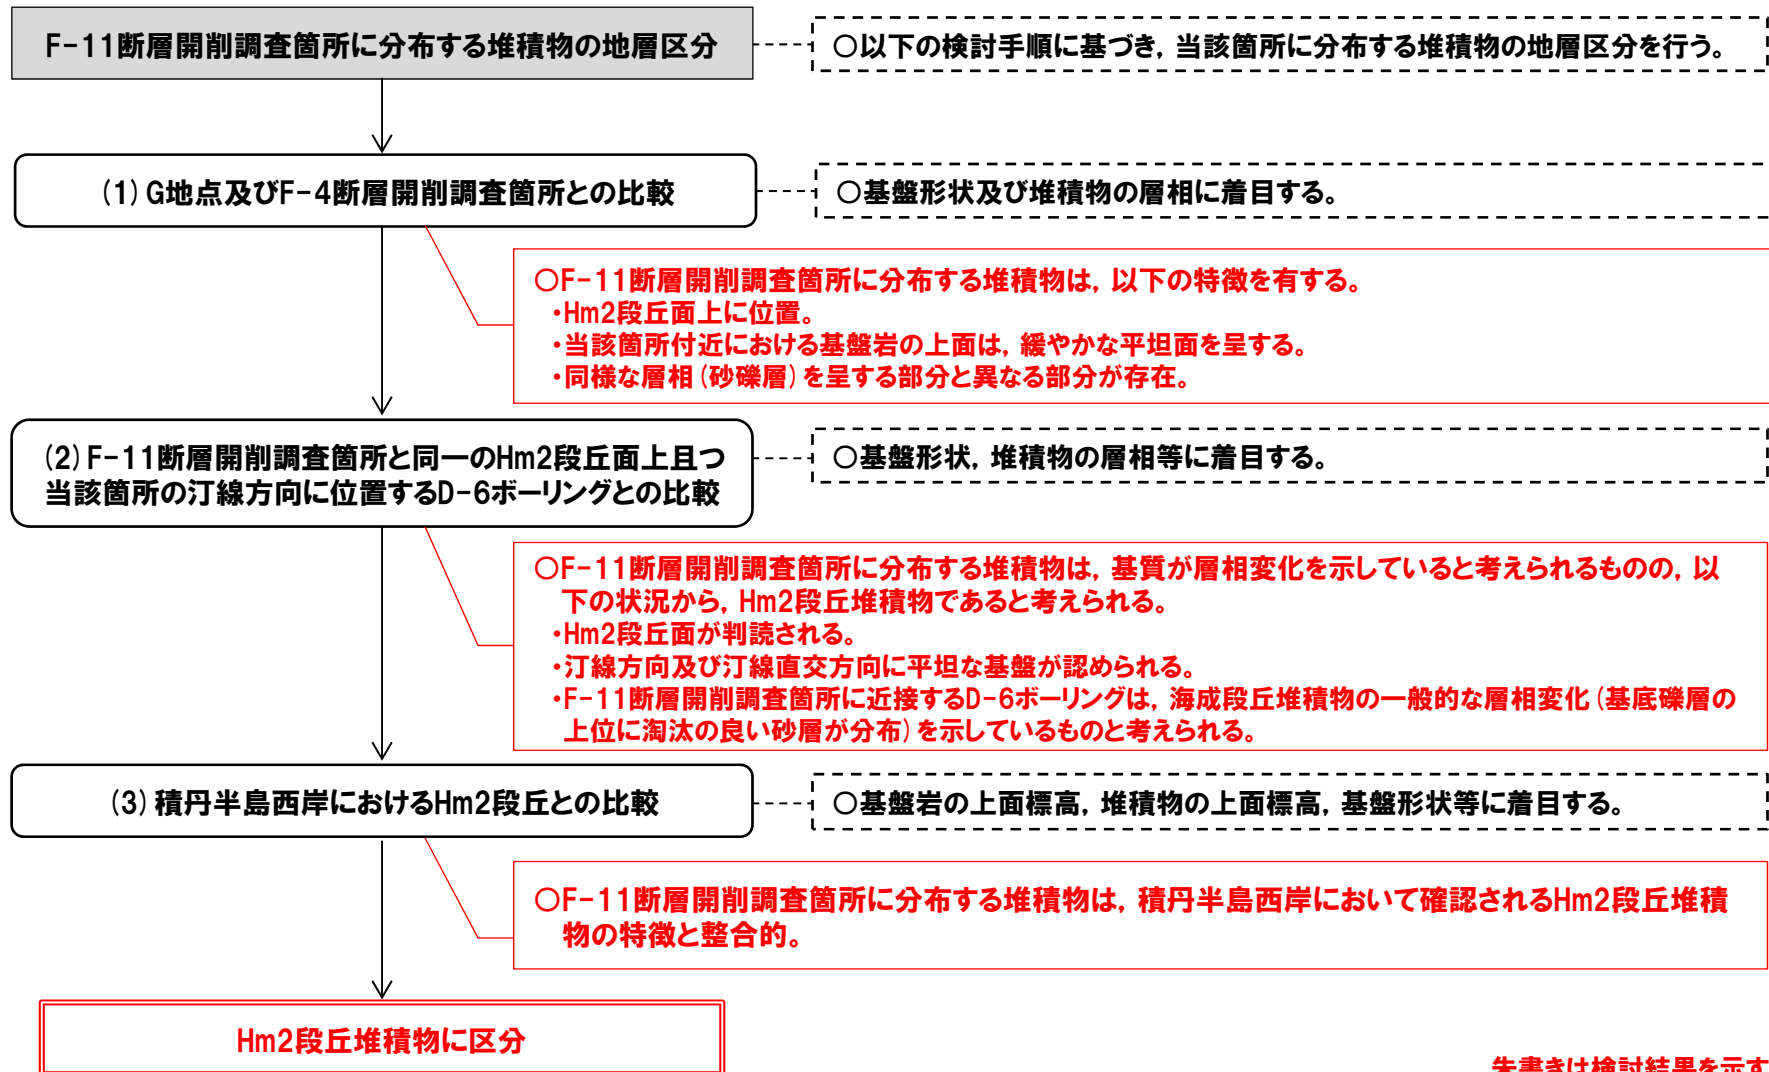 F-11断層開削調査箇所に分布する堆積物の地層区分
○以下の検討手順に基づき，当該箇所に分布する堆積物の地層区分を行う。
(1)G地点及びF-4断層開削調査箇所との比較
○基盤形状及び堆積物の層相に着目する。
○F-11断層開削調査箇所に分布する堆積物は，以下の特徴を有する。
・Hm2段丘面上に位置。
・当該箇所付近における基盤岩の上面は，緩やかな平坦面を呈する。
・同様な層相(砂礫層)を呈する部分と異なる部分が存在。
(2)F-11断層開削調査箇所と同一のHm2段丘面上且つ
当該箇所の汀線方向に位置するD-6ボーリングとの比較
○基盤形状，堆積物の層相等に着目する。
○F-11断層開削調査箇所に分布する堆積物は，基質が層相変化を示していると考えられるものの，以
下の状況から，Hm2段丘堆積物であると考えられる。
・Hm2段丘面が判読される。
・汀線方向及び汀線直交方向に平坦な基盤が認められる。
・F-11断層開削調査箇所に近接するD-6ボーリングは，海成段丘堆積物の一般的な層相変化(基底礫層の
上位に淘汰の良い砂層が分布)を示しているものと考えられる。
(3)積丹半島西岸におけるHm2段丘との比較
○基盤岩の上面標高，堆積物の上面標高，基盤形状等に着目する。
○F-11断層開削調査箇所に分布する堆積物は，積丹半島西岸において確認されるHm2段丘堆積
物の特徴と整合的。
Hm2段丘堆積物に区分
朱書きは検討結果を示す